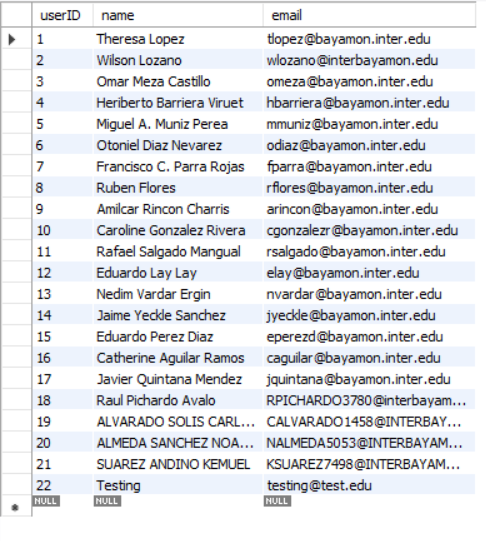 userID name email
1 Theresa Lopez tlopez@bayamon.inter.edu
2 Wilson Lozano wlozano@interbayamon.edu
3 Omar Meza Castillo omeza@bayamon.inter.edu
4 Heriberto Barriera Viruet hbarriera@bayamon.inter.edu
5 Miguel A. Muniz Perea mmuniz@bayamon.inter.edu
6 Otoniel Diaz Nevarez odiaz@bayamon.inter.edu
7 Francisco C. Parra Rojas fparra@bayamon.inter.edu
8 Ruben Flores rflores@bayamon.inter.edu
9 Amilcar Rincon Charris arincon@bayamon.inter.edu
10 Caroline Gonzalez Rivera cgonzalezr@bayamon.inter.edu
11 Rafael Salgado Mangual rsalgado@bayamon.inter.edu
12 Eduardo Lay Lay elay@bayamon.inter.edu
13 Nedim Vardar Ergin nvardar@bayamon.inter.edu
14 Jaime Yeckle Sanchez jyeckle@bayamon.inter.edu
15 Eduardo Perez Diaz eperezd@bayamon.inter.edu
16 Catherine Aguilar Ramos caguilar@bayamon.inter.edu
17 Javier Quintana Mendez jquintana@bayamon.inter.edu
18 Raul Pichardo Avalo RPICHARDO3780@interbayam...
19 ALVARADO SOLIS CARL... CALVARADO1458@INTERBAY...
20 ALMEDA SANCHEZ NOA... NALMEDA5053@INTERBAYAM...
21 SUAREZ ANDINO KEMUEL KSUAREZ7498@INTERBAYAM...
22 Testing testing@test.edu
NULL NULL NULL